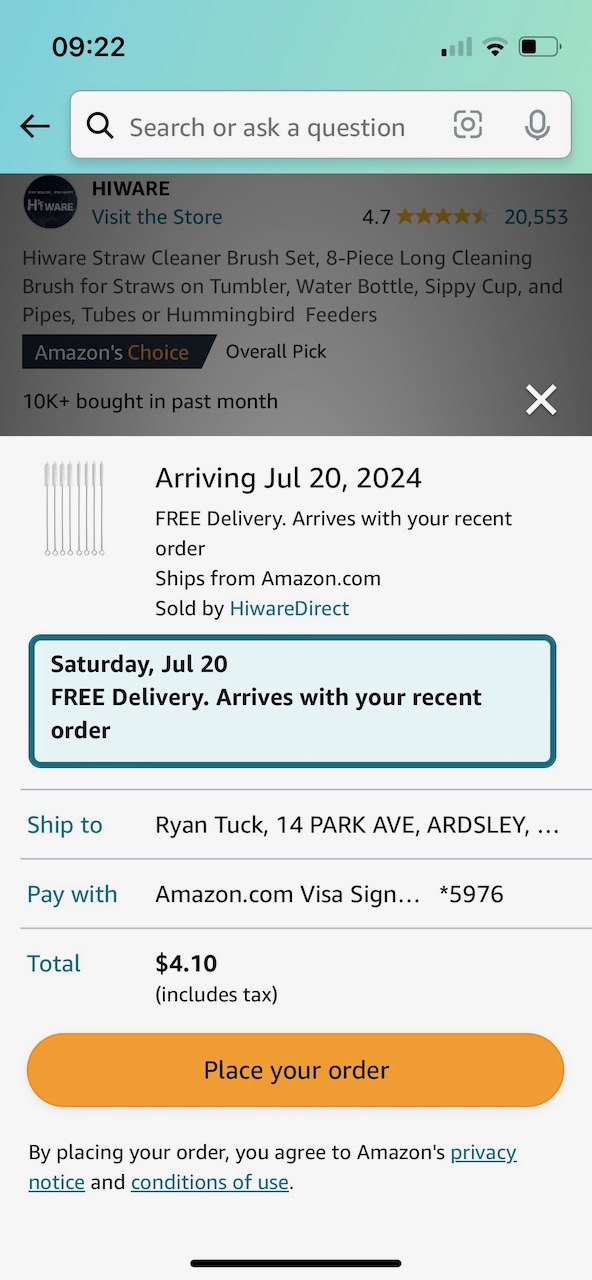 09:22
Search or ask a question
HIWARE
HIWARE
Visit the Store
4.7 20,553
Hiware Straw Cleaner Brush Set, 8-Piece Long Cleaning
Brush for Straws on Tumbler, Water Bottle, Sippy Cup, and
Pipes, Tubes or Hummingbird Feeders
Amazon's Choice Overall Pick
10K+ bought in past month
Arriving Jul 20, 2024
FREE Delivery. Arrives with your recent
order
Ships from Amazon.com
Sold by HiwareDirect
Saturday, Jul 20
FREE Delivery. Arrives with your recent
order
Ship to Ryan Tuck, 14 PARK AVE, ARDSLEY, ...
Pay with Amazon.com Visa Sign... *5976
Total $4.10
(includes tax)
Place your order
By placing your order, you agree to Amazon's privacy
notice and conditions of use.